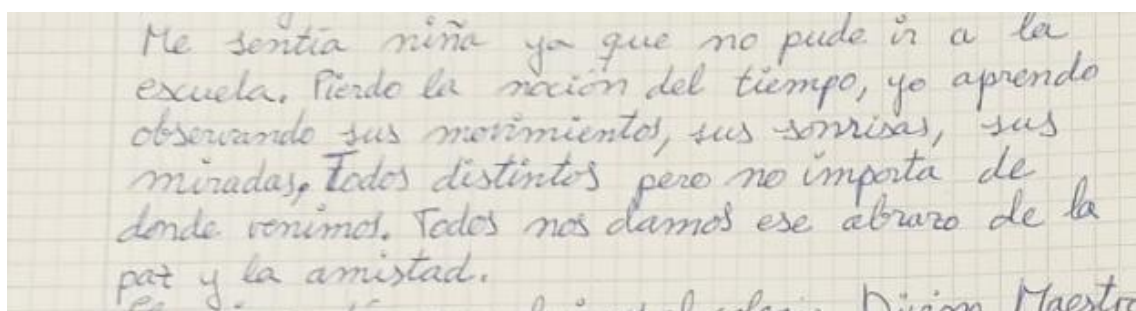 Me sentía niña ya que no pude ir a la
escuela. Pierdo la noción del tiempo, yo aprendo
observando sus movimientos, sus sonrisas, sus
miradas. Todos distintos pero no importa de
donde venimos. Todos nos damos ese abrazo de la
paz y la amistad.
Maestro